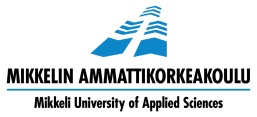 MIKKELIN AMMATTIKORKEAKOULU
Mikkeli University of Applied Sciences